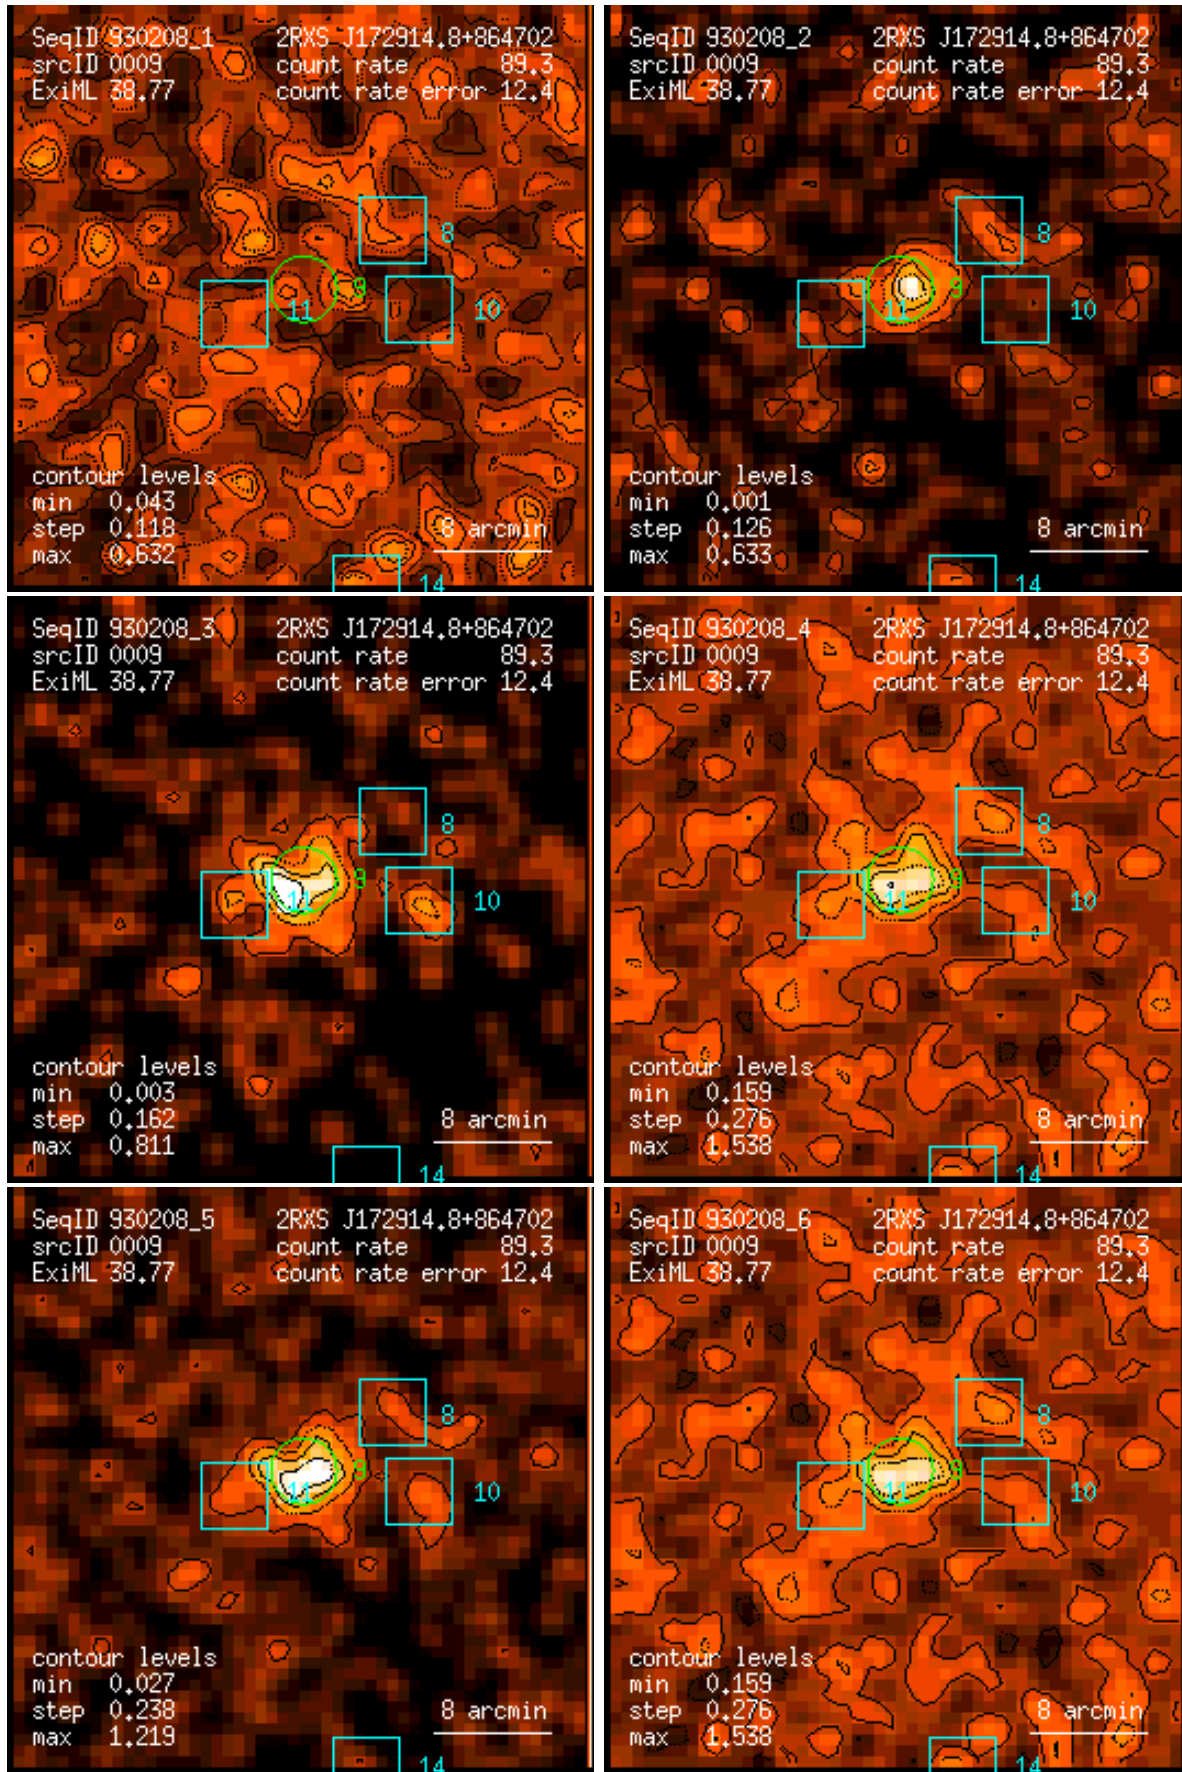 SeqID 930208_1 2RXS J172914.8+864702
srcID 0009 count rate 89.3
ExiML 38.77 count rate error 12.4
8
9
11 10
contour levels
min 0.043
step 0.118 8 arcmin
max 0.632
14
SeqID 930208_2 2RXS J172914.8+864702
srcID 0009 count rate 89.3
ExiML 38.77 count rate error 12.4
8
9
11 10
contour levels
min 0.001
step 0.126 8 arcmin
max 0.633
14
SeqID 930208_3 2RXS J172914.8+864702
srcID 0009 count rate 89.3
ExiML 38.77 count rate error 12.4
8
9
11 10
contour levels
min 0.003
step 0.162 8 arcmin
max 0.811
14
SeqID 930208_4 2RXS J172914.8+864702
srcID 0009 count rate 89.3
ExiML 38.77 count rate error 12.4
8
9
11 10
contour levels
min 0.159
step 0.276 8 arcmin
max 1.538
14
SeqID 930208_5 2RXS J172914.8+864702
srcID 0009 count rate 89.3
ExiML 38.77 count rate error 12.4
8
9
11 10
contour levels
min 0.027
step 0.238 8 arcmin
max 1.219
14
SeqID 930208_6 2RXS J172914.8+864702
srcID 0009 count rate 89.3
ExiML 38.77 count rate error 12.4
8
9
11 10
contour levels
min 0.159
step 0.276 8 arcmin
max 1.538
14